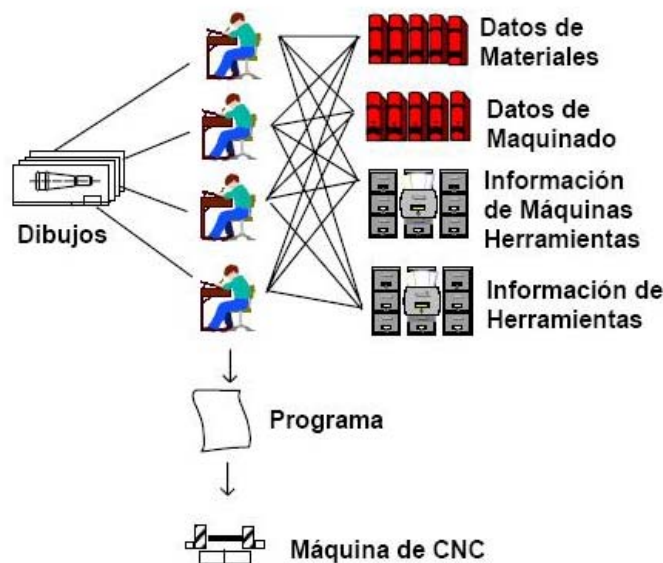 Datos de
Materiales
Datos de
Maquinado
Información
de Máquinas
Herramientas
Dibujos
Información de
Herramientas
Programa
Máquina de CNC